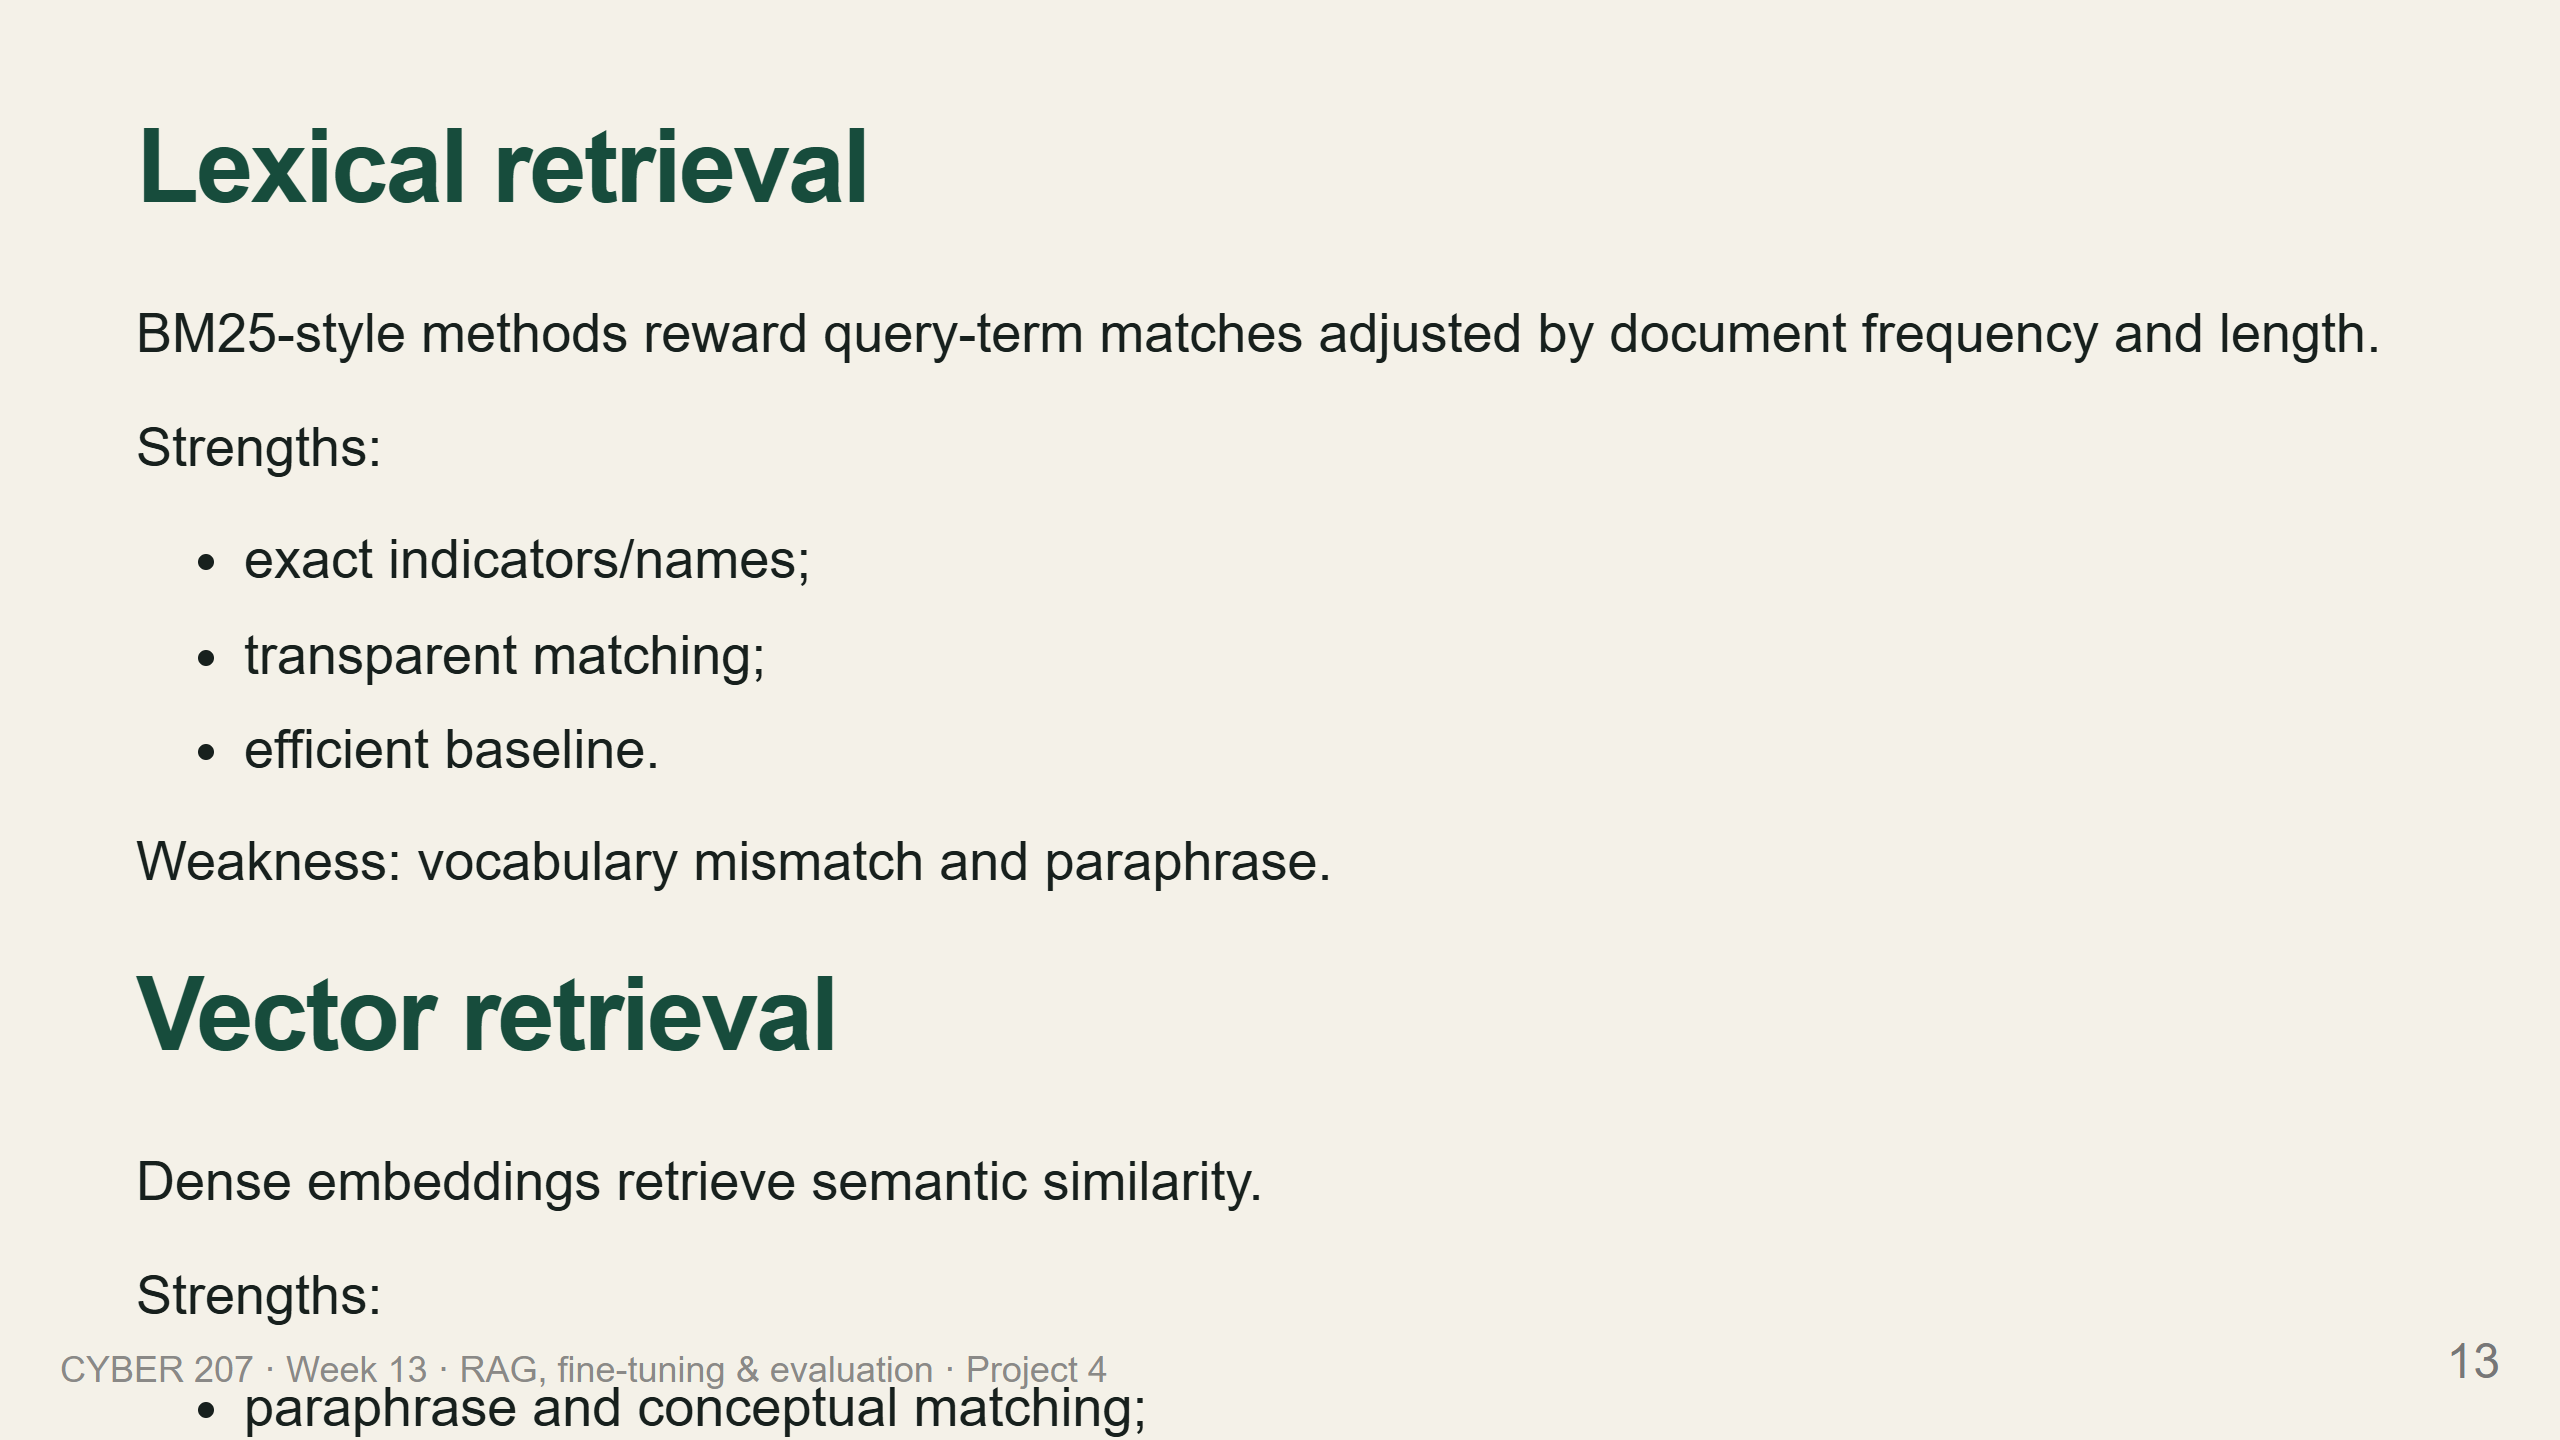 Lexical retrieval
BM25-style methods reward query-term matches adjusted by document frequency and length.
Strengths:
• exact indicators/names;
• transparent matching;
• efficient baseline.
Weakness: vocabulary mismatch and paraphrase.
Vector retrieval
Dense embeddings retrieve semantic similarity.
Strengths:
CYBER 207 · Week 13 · RAG, fine-tuning & evaluation · Project 4
13
• paraphrase and conceptual matching;